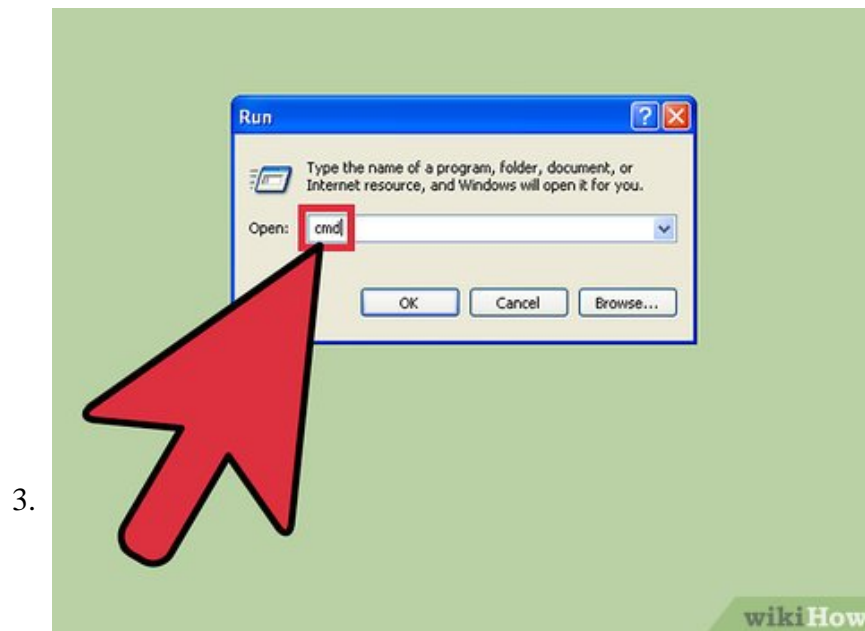 Run
Type the name of a program, folder, document, or
Internet resource, and Windows will open it for you.
Open: cmd
OK Cancel Browse...
3.
wikiHow